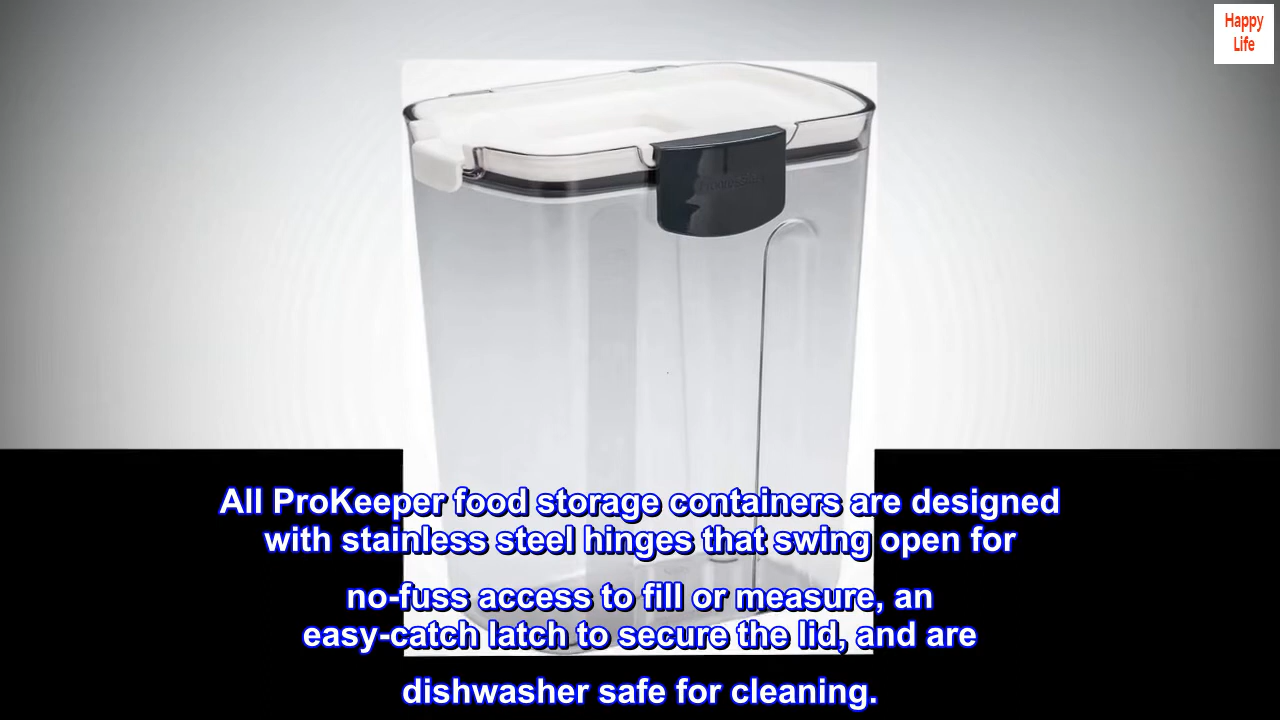 Happy
Life
All ProKeeper food storage containers are designed
with stainless steel hinges that swing open for
no-fuss access to fill or measure, an
easy-catch latch to secure the lid, and are
dishwasher safe for cleaning.